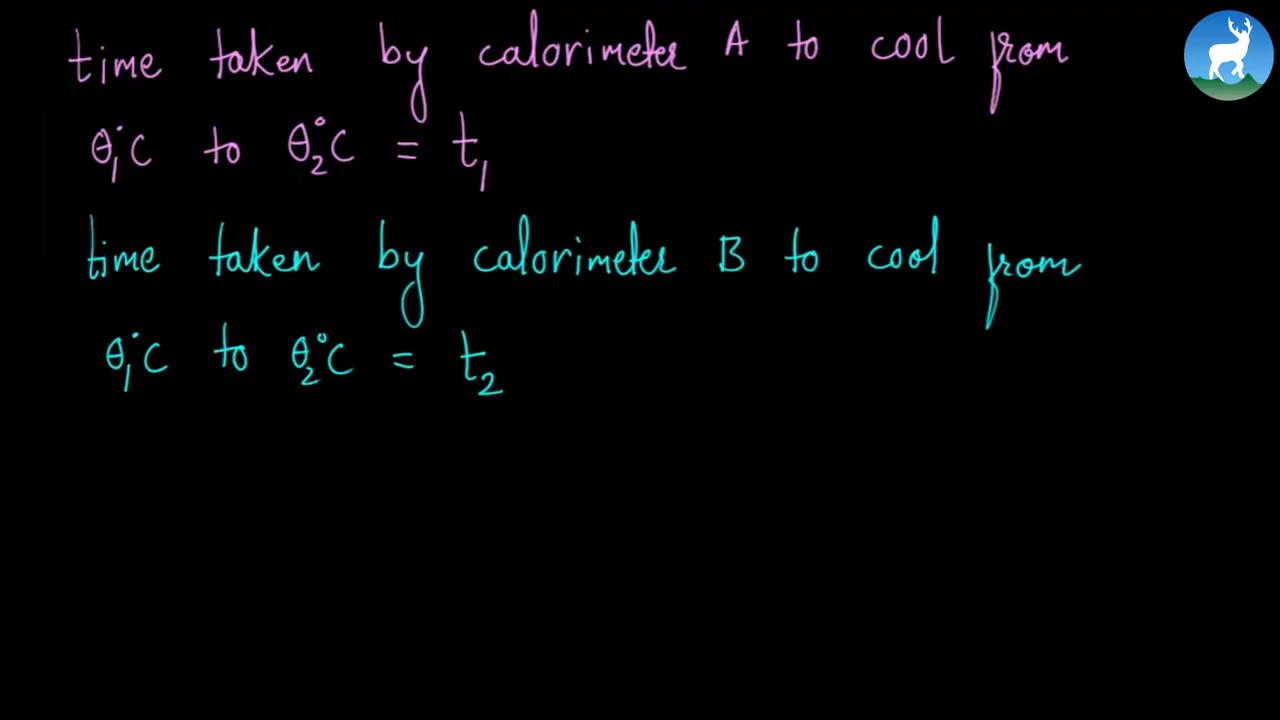 time taken by calorimeter A to cool from
θ₁°C to θ₂°C = t₁
time taken by calorimeter B to cool from
θ₁°C to θ₂°C = t₂